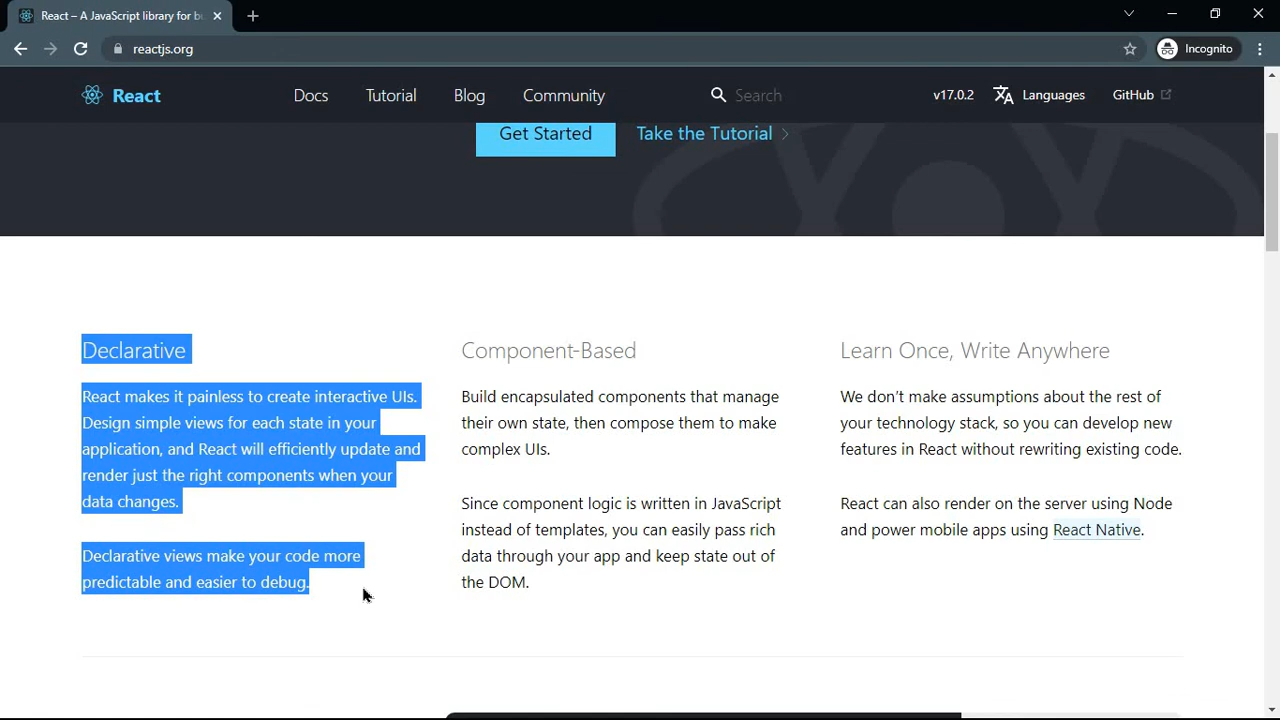 React – A JavaScript library for bu
reactjs.org
Incognito
React
Docs
Tutorial
Blog
Community
Search
v17.0.2
Languages
GitHub
Get Started
Take the Tutorial
Declarative
React makes it painless to create interactive UIs.
Design simple views for each state in your
application, and React will efficiently update and
render just the right components when your
data changes.
Declarative views make your code more
predictable and easier to debug.
Component-Based
Build encapsulated components that manage
their own state, then compose them to make
complex UIs.
Since component logic is written in JavaScript
instead of templates, you can easily pass rich
data through your app and keep state out of
the DOM.
Learn Once, Write Anywhere
We don’t make assumptions about the rest of
your technology stack, so you can develop new
features in React without rewriting existing code.
React can also render on the server using Node
and power mobile apps using React Native.